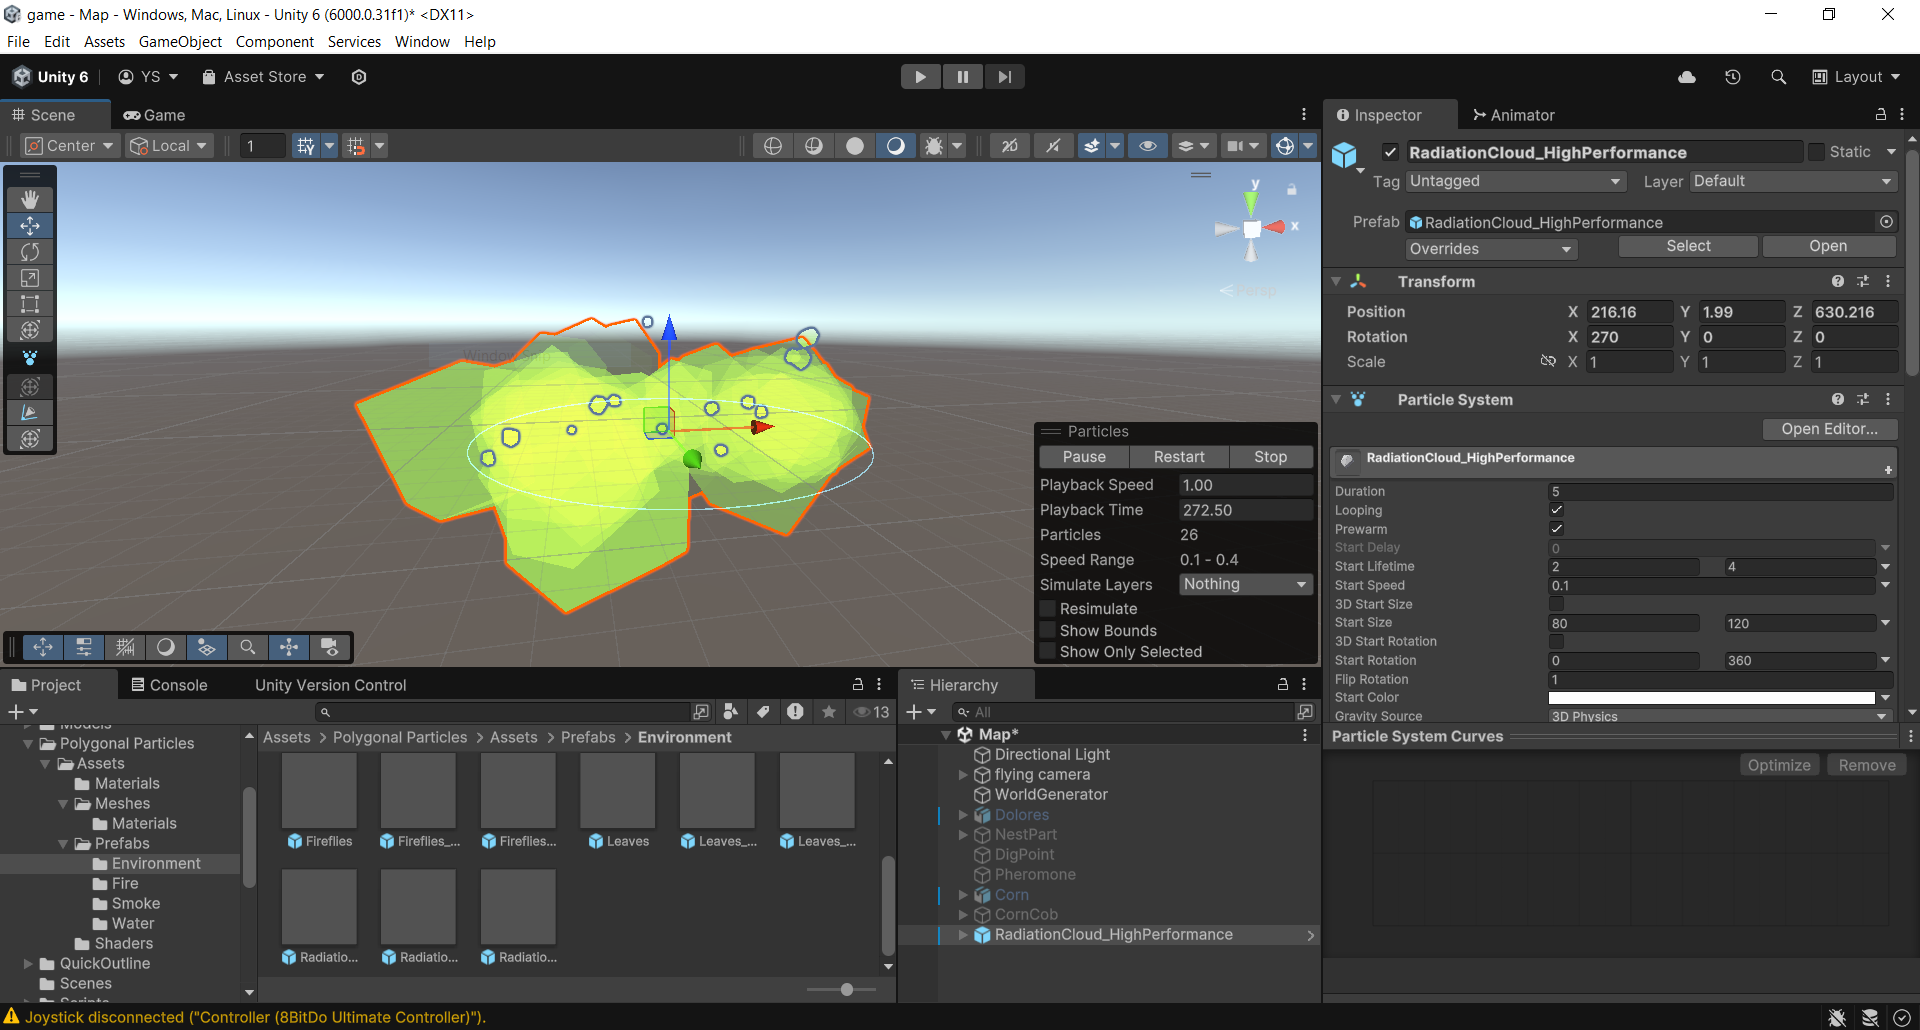 game - Map - Windows, Mac, Linux - Unity 6 (6000.0.31f1)* <DX11>
File Edit Assets GameObject Component Services Window Help
Unity 6 YS Asset Store Layout
Scene Game
Center Local 1 2D
y
x
Persp
Particles
Pause Restart Stop
Playback Speed 1.00
Playback Time 272.50
Particles 26
Speed Range 0.1 - 0.4
Simulate Layers Nothing
Resimulate
Show Bounds
Show Only Selected
Inspector Animator
RadiationCloud_HighPerformance Static
Tag Untagged Layer Default
Prefab RadiationCloud_HighPerformance
Overrides Select Open
Transform
Position X 216.16 Y 1.99 Z 630.216
Rotation X 270 Y 0 Z 0
Scale X 1 Y 1 Z 1
Particle System
Open Editor...
RadiationCloud_HighPerformance
Duration 5
Looping
Prewarm
Start Delay 0
Start Lifetime 2 4
Start Speed 0.1
3D Start Size
Start Size 80 120
3D Start Rotation
Start Rotation 0 360
Flip Rotation 1
Start Color
Gravity Source 3D Physics
Particle System Curves
Optimize Remove
Project Console Unity Version Control
13
Models
Polygonal Particles
Assets
Materials
Meshes
Materials
Prefabs
Environment
Fire
Smoke
Water
Shaders
QuickOutline
Scenes
Scripts
Assets > Polygonal Particles > Assets > Prefabs > Environment
Fireflies Fireflies_... Fireflies... Leaves Leaves_... Leaves_...
Radiatio... Radiatio... Radiatio...
Hierarchy
All
Map*
Directional Light
flying camera
WorldGenerator
Dolores
NestPart
DigPoint
Pheromone
Corn
CornCob
RadiationCloud_HighPerformance
Joystick disconnected ("Controller (8BitDo Ultimate Controller)").